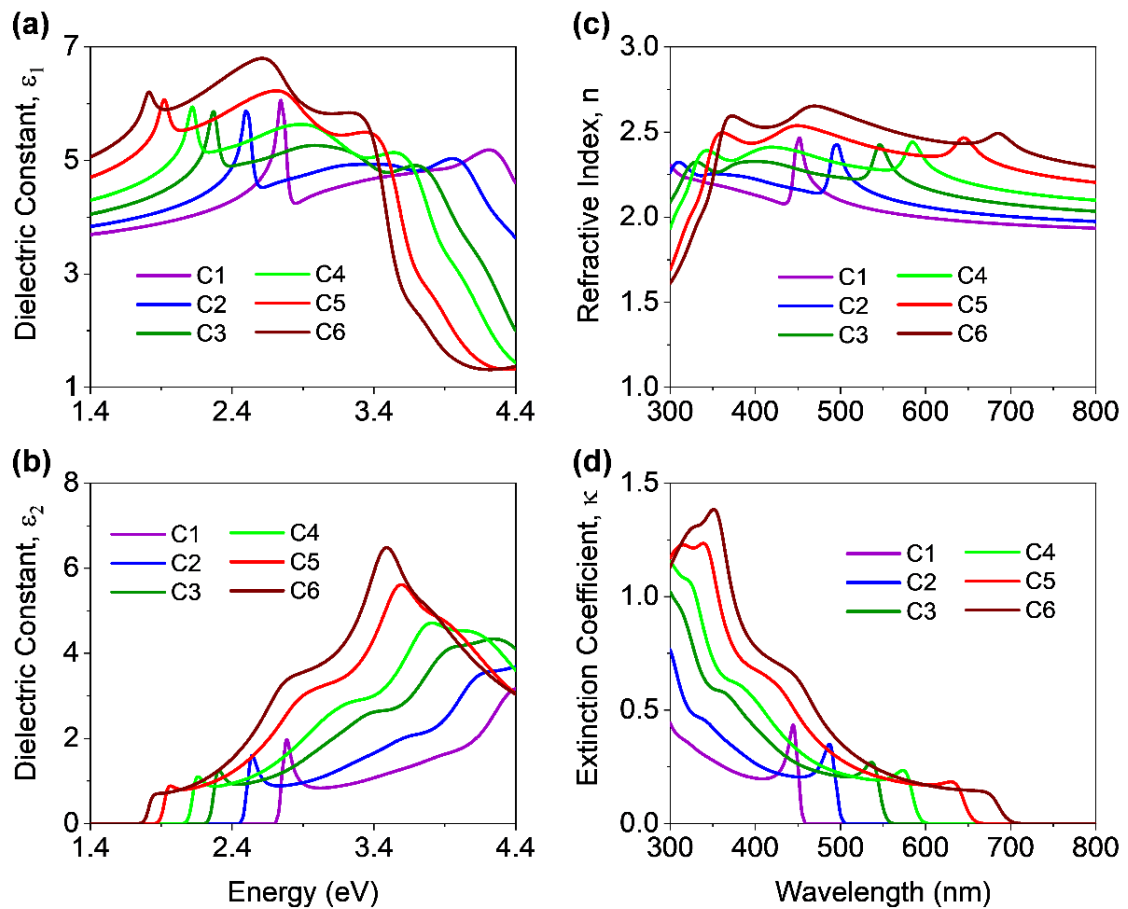 (a)
Dielectric Constant, ε1
7
5
3
1
1.4 2.4 3.4 4.4
C1 C4
C2 C5
C3 C6
(c)
Refractive Index, n
3.0
2.5
2.0
1.5
1.0
300 400 500 600 700 800
C1 C4
C2 C5
C3 C6
(b)
Dielectric Constant, ε2
8
6
4
2
0
1.4 2.4 3.4 4.4
Energy (eV)
C1 C4
C2 C5
C3 C6
(d)
Extinction Coefficient, κ
1.5
1.0
0.5
0.0
300 400 500 600 700 800
Wavelength (nm)
C1 C4
C2 C5
C3 C6